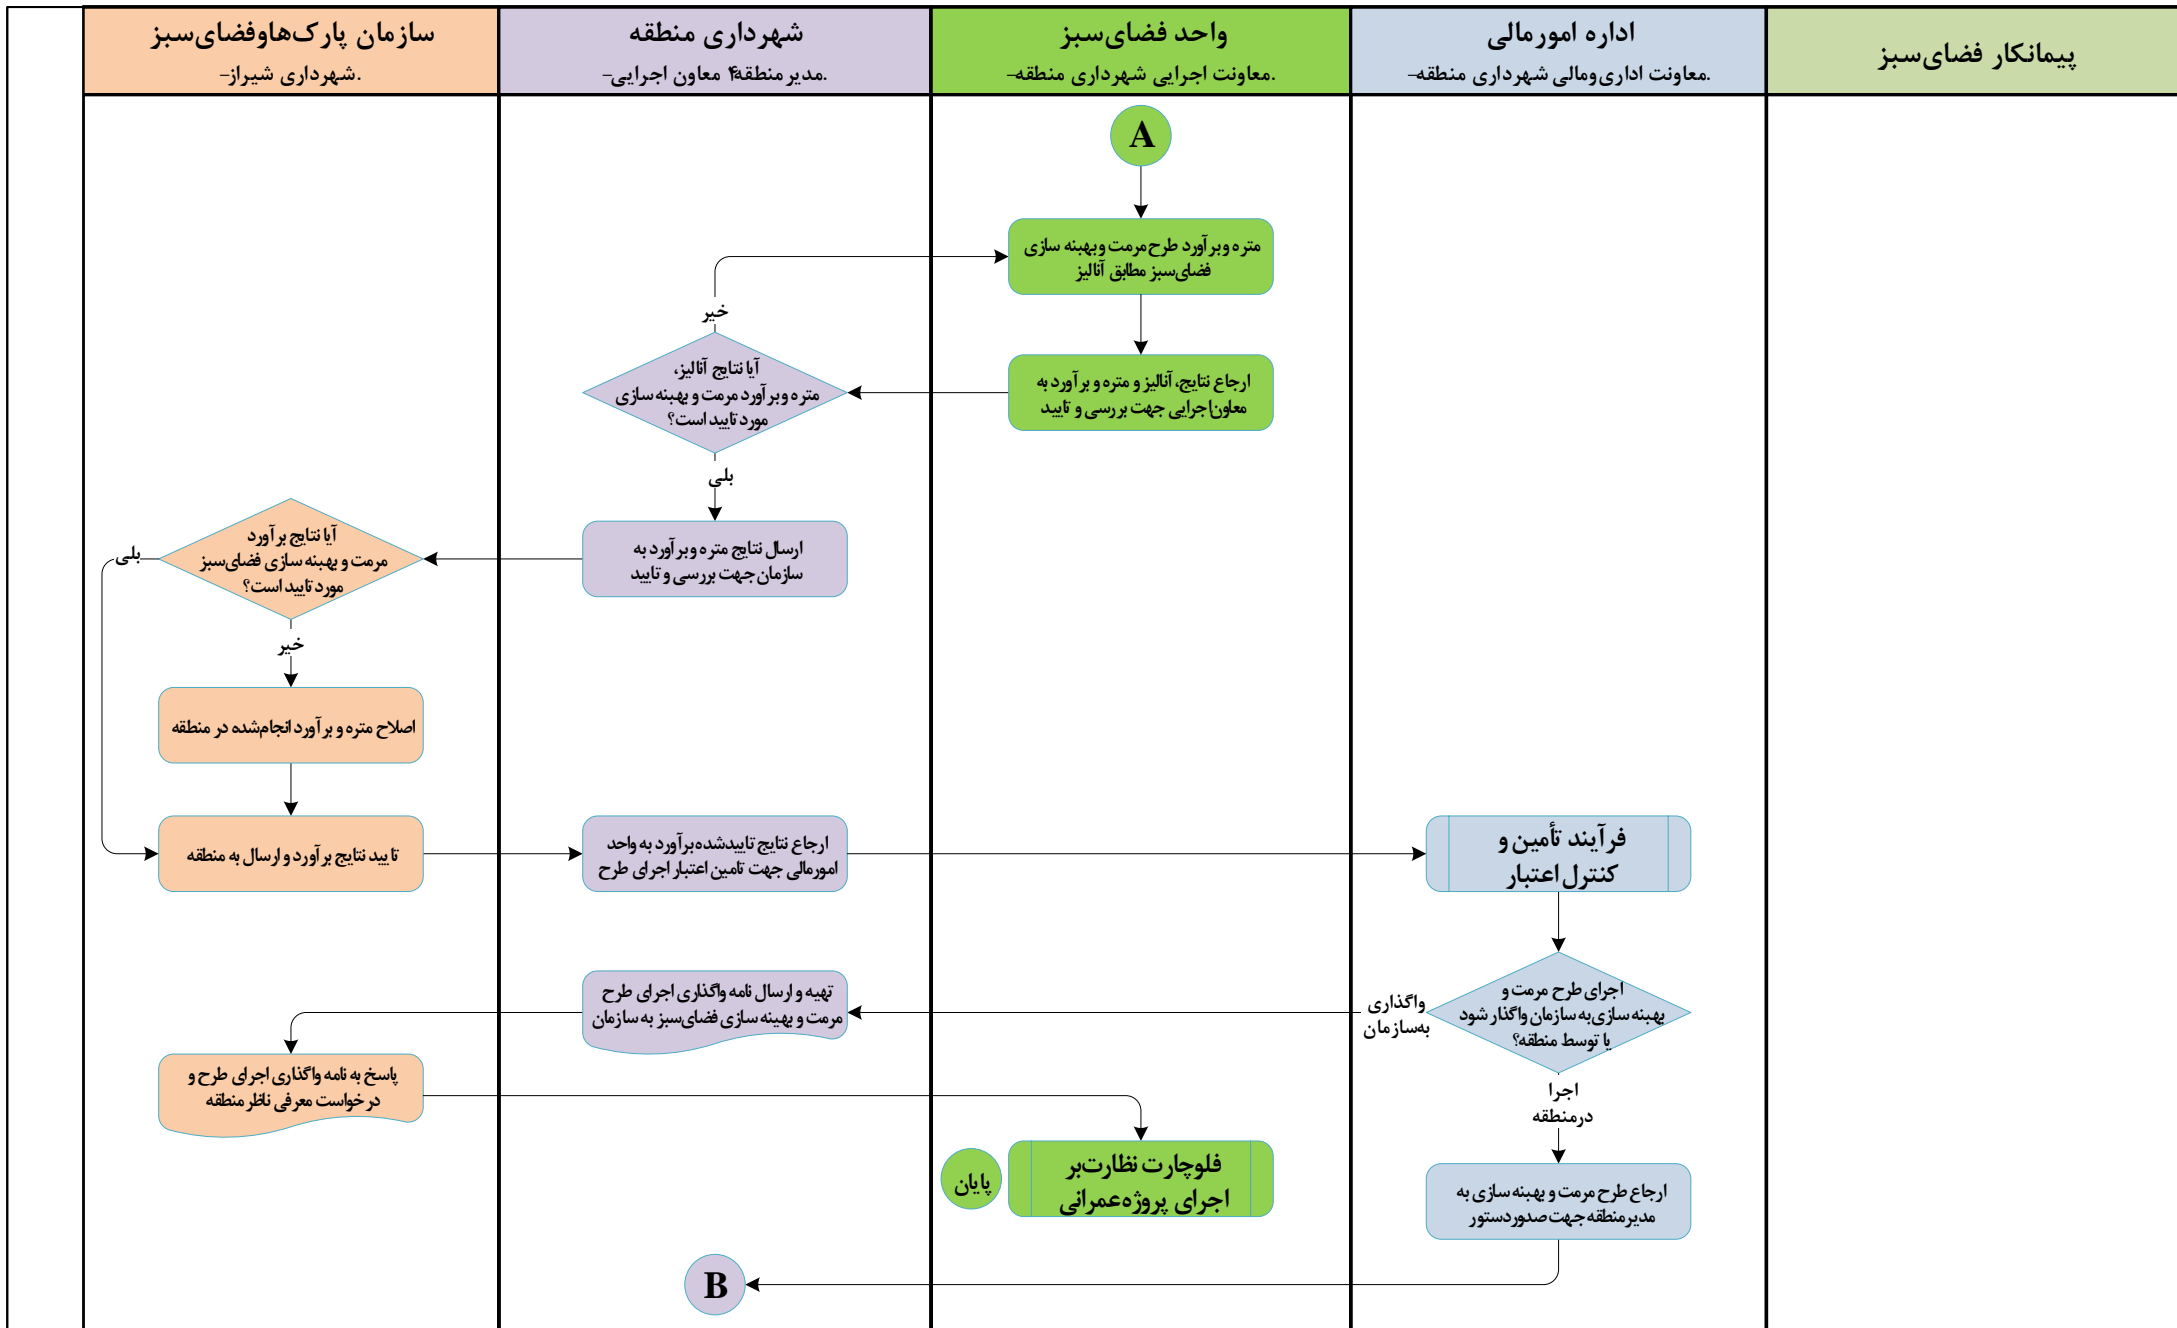 سازمان پارک‌هاوفضای‌سبز
-شهرداری شیراز.
شهرداری منطقه
-مدیرمنطقه۴ معاون اجرایی.
واحد فضای‌سبز
-معاونت اجرایی شهرداری منطقه.
اداره امورمالی
-معاونت اداری‌ومالی شهرداری منطقه.
پیمانکار فضای‌سبز
A
متره وبرآورد طرح‌مرمت وبهبنه سازی
فضای‌سبز مطابق آنالیز
خیر
آیا نتایج آنالیز،
متره وبرآورد مرمت و بهبنه‌سازی
مورد تایید است؟
ارجاع نتایج، آنالیز و متره و برآورد به
معاون‌اجرایی جهت بررسی و تایید
بلی
ارسال نتایج متره وبرآورد به
سازمان جهت بررسی و تایید
آیا نتایج برآورد
مرمت و بهبنه سازی فضای‌سبز
مورد تایید است؟
بلی
خیر
اصلاح متره و برآورد انجام‌شده در منطقه
تایید نتایج برآورد و ارسال به منطقه
ارجاع نتایج تاییدشده‌برآورد به واحد
امورمالی جهت تامین اعتبار اجرای طرح
فرآیند تأمین و
کنترل اعتبار
اجرای طرح مرمت و
بهبنه سازی‌به سازمان واگذار شود
یا توسط منطقه؟
واگذاری
به‌سازمان
تهیه و ارسال نامه واگذاری اجرای طرح
مرمت و بهینه سازی فضای‌سبز به سازمان
پاسخ به نامه واگذاری اجرای طرح و
درخواست معرفی ناظر منطقه
اجرا
درمنطقه
فلوچارت نظارت‌بر
اجرای پروژه‌عمرانی
پایان
ارجاع طرح مرمت و بهبنه سازی به
مدیرمنطقه‌جهت صدوردستور
B